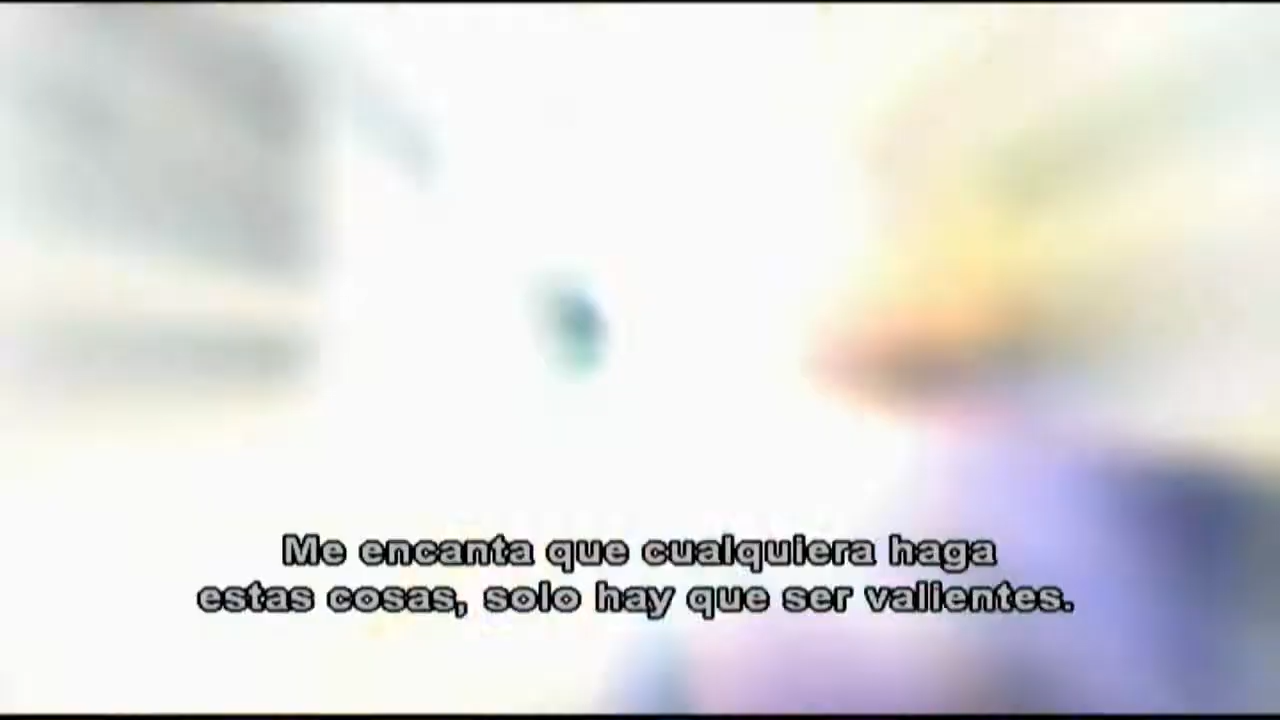 Me encanta que cualquiera haga
estas cosas, solo hay que ser valientes.